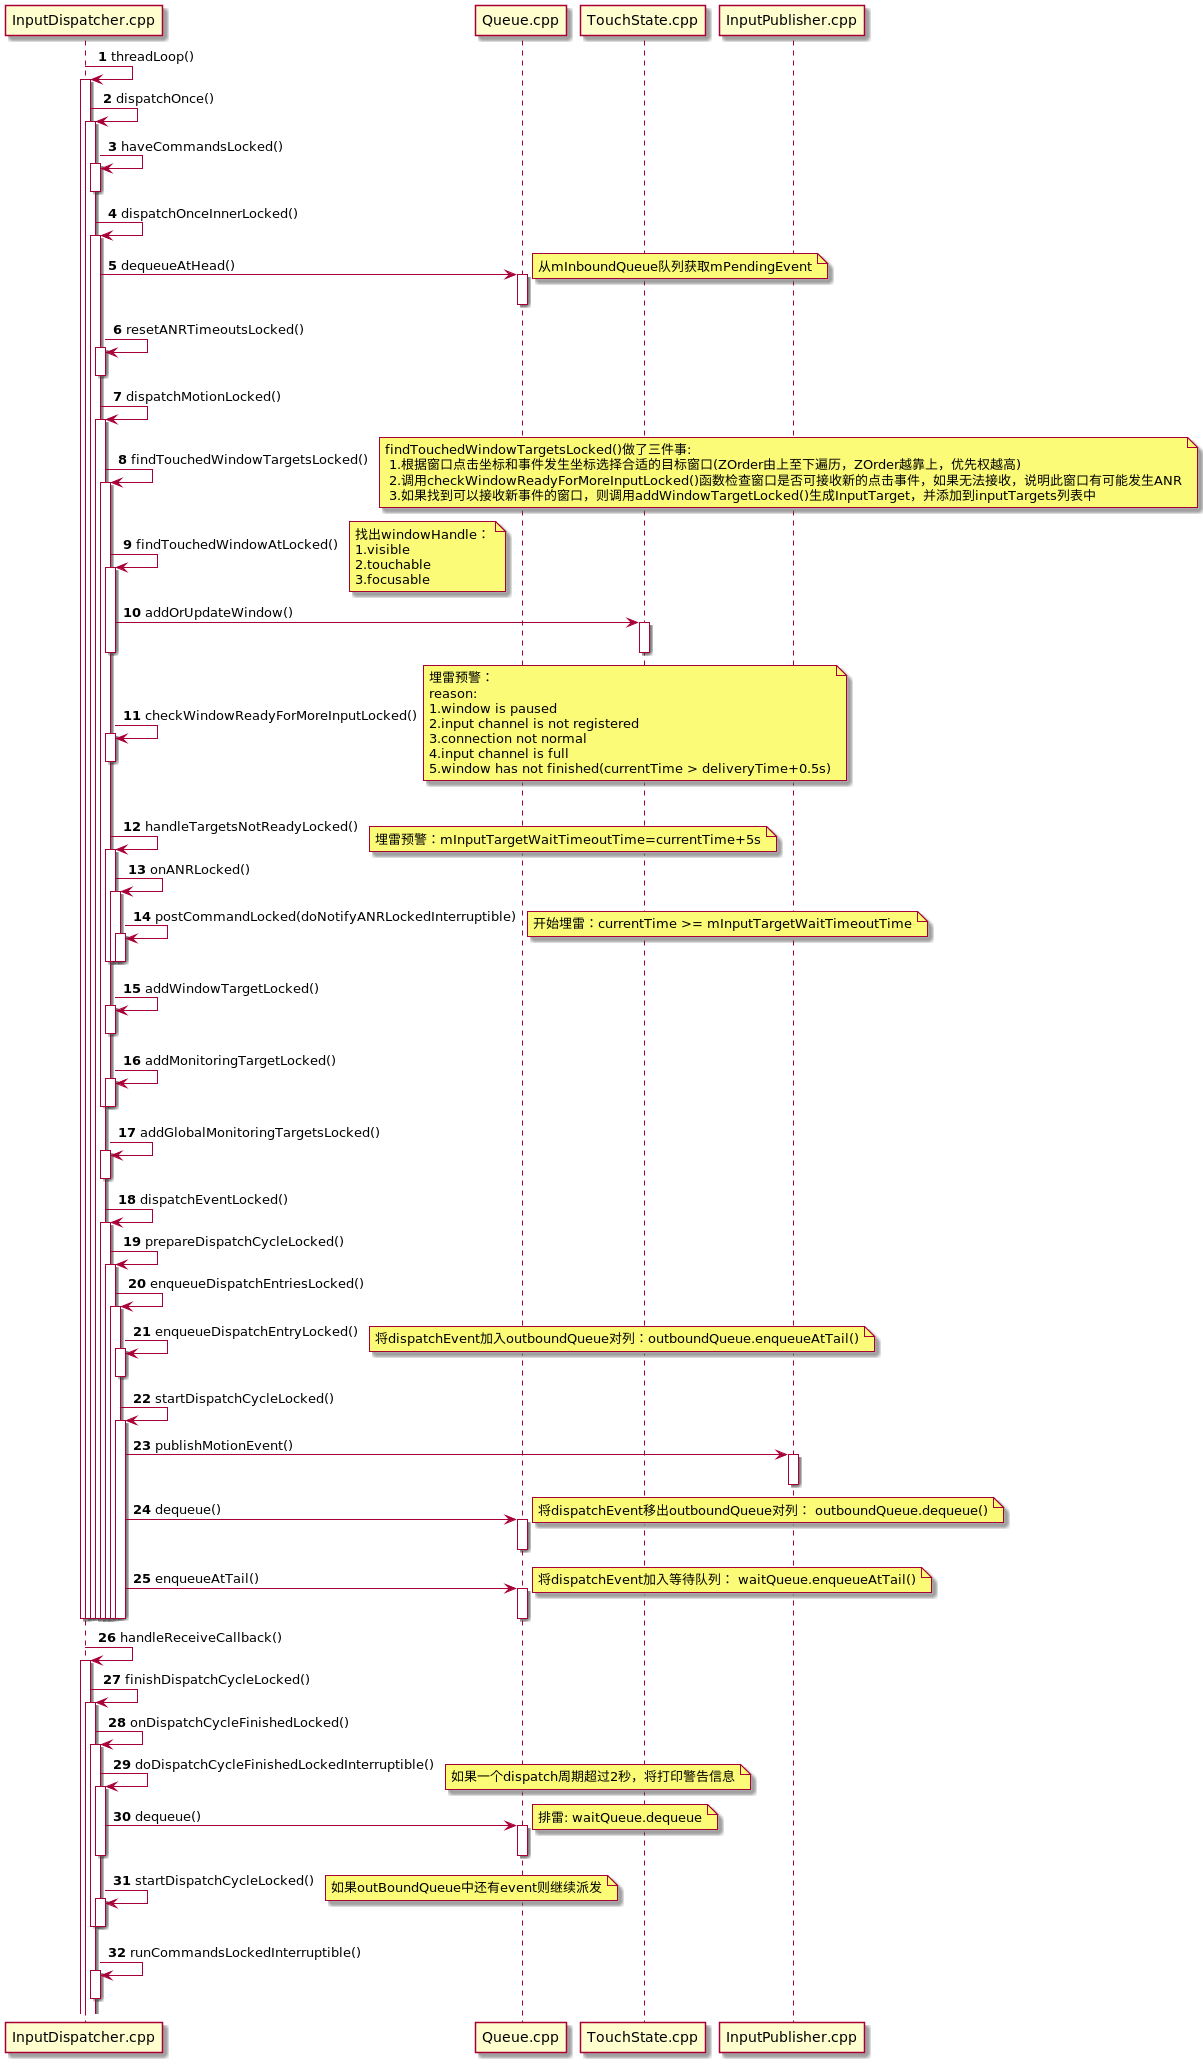 InputDispatcher.cpp
Queue.cpp
TouchState.cpp
InputPublisher.cpp
1 threadLoop()
2 dispatchOnce()
3 haveCommandsLocked()
4 dispatchOnceInnerLocked()
5 dequeueAtHead()
从mInboundQueue队列获取mPendingEvent
6 resetANRTimeoutsLocked()
7 dispatchMotionLocked()
8 findTouchedWindowTargetsLocked()
findTouchedWindowTargetsLocked()做了三件事:
1.根据窗口点击坐标和事件发生坐标选择合适的目标窗口(ZOrder由上至下遍历，ZOrder越靠上，优先权越高)
2.调用checkWindowReadyForMoreInputLocked()函数检查窗口是否可接收新的点击事件，如果无法接收，说明此窗口有可能发生ANR
3.如果找到可以接收新事件的窗口，则调用addWindowTargetLocked()生成InputTarget，并添加到inputTargets列表中
9 findTouchedWindowAtLocked()
找出windowHandle：
1.visible
2.touchable
3.focusable
10 addOrUpdateWindow()
11 checkWindowReadyForMoreInputLocked()
埋雷预警：
reason:
1.window is paused
2.input channel is not registered
3.connection not normal
4.input channel is full
5.window has not finished(currentTime > deliveryTime+0.5s)
12 handleTargetsNotReadyLocked()
埋雷预警：mInputTargetWaitTimeoutTime=currentTime+5s
13 onANRLocked()
14 postCommandLocked(doNotifyANRLockedInterruptible)
开始埋雷：currentTime >= mInputTargetWaitTimeoutTime
15 addWindowTargetLocked()
16 addMonitoringTargetLocked()
17 addGlobalMonitoringTargetsLocked()
18 dispatchEventLocked()
19 prepareDispatchCycleLocked()
20 enqueueDispatchEntriesLocked()
21 enqueueDispatchEntryLocked()
将dispatchEvent加入outboundQueue对列：outboundQueue.enqueueAtTail()
22 startDispatchCycleLocked()
23 publishMotionEvent()
24 dequeue()
将dispatchEvent移出outboundQueue对列： outboundQueue.dequeue()
25 enqueueAtTail()
将dispatchEvent加入等待队列： waitQueue.enqueueAtTail()
26 handleReceiveCallback()
27 finishDispatchCycleLocked()
28 onDispatchCycleFinishedLocked()
29 doDispatchCycleFinishedLockedInterruptible()
如果一个dispatch周期超过2秒，将打印警告信息
30 dequeue()
排雷: waitQueue.dequeue
31 startDispatchCycleLocked()
如果outBoundQueue中还有event则继续派发
32 runCommandsLockedInterruptible()
InputDispatcher.cpp
Queue.cpp
TouchState.cpp
InputPublisher.cpp